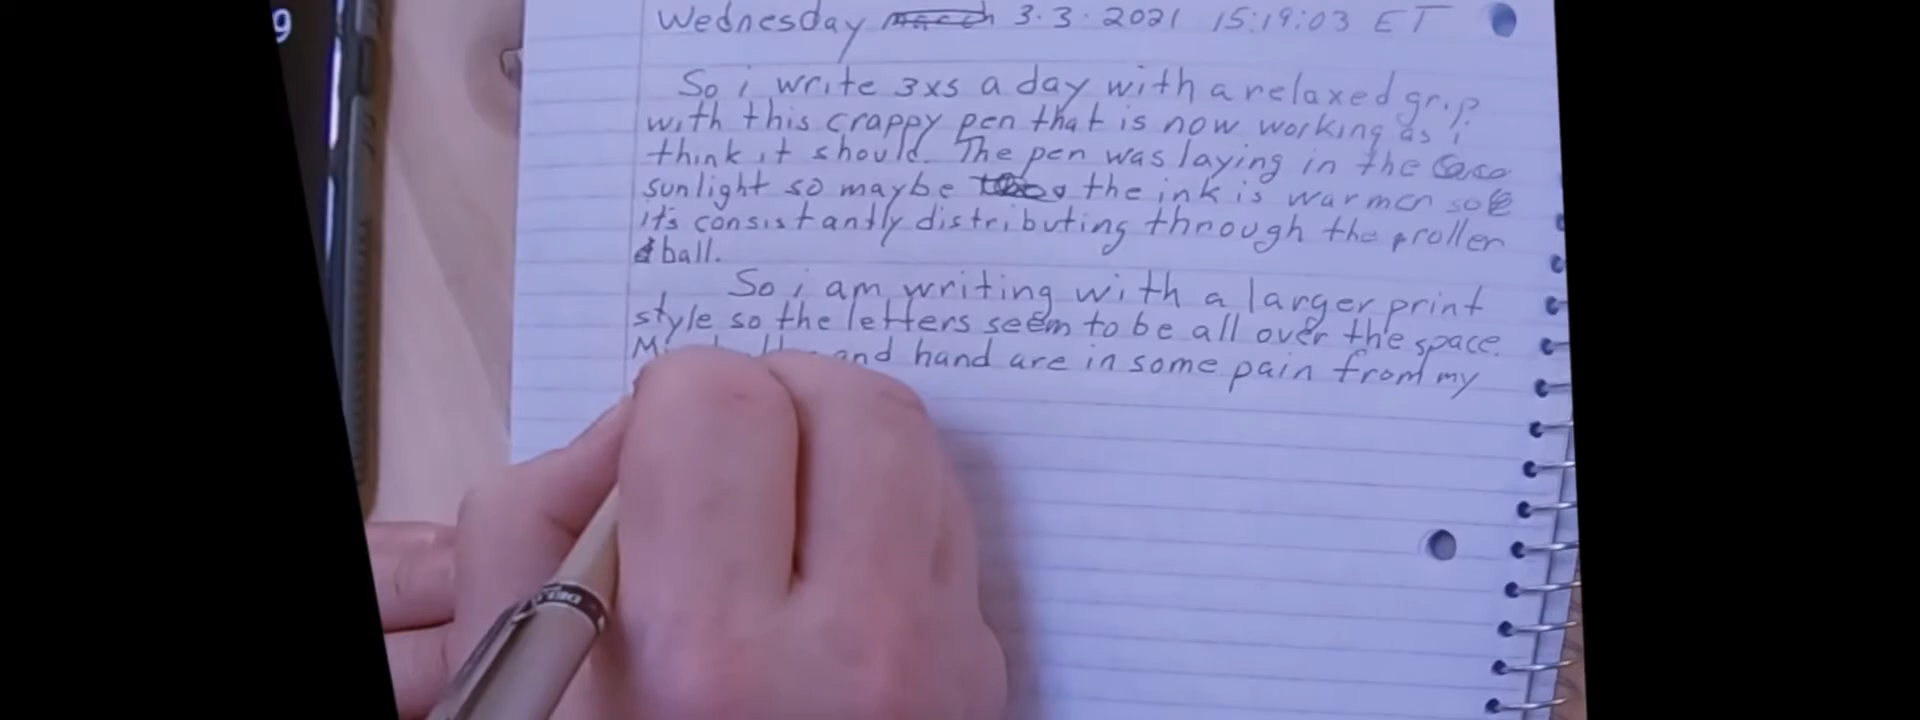 9
Wednesday 3.3.2021 15:19:03 ET
So i write 3xs a day with a relaxed grip
with this crappy pen that is now working as i
think it should. The pen was laying in the
sunlight so maybe the ink is warmer so
it's consistantly distributing through the roller
ball.
So i am writing with a larger print
style so the letters seem to be all over the space.
and hand are in some pain from my